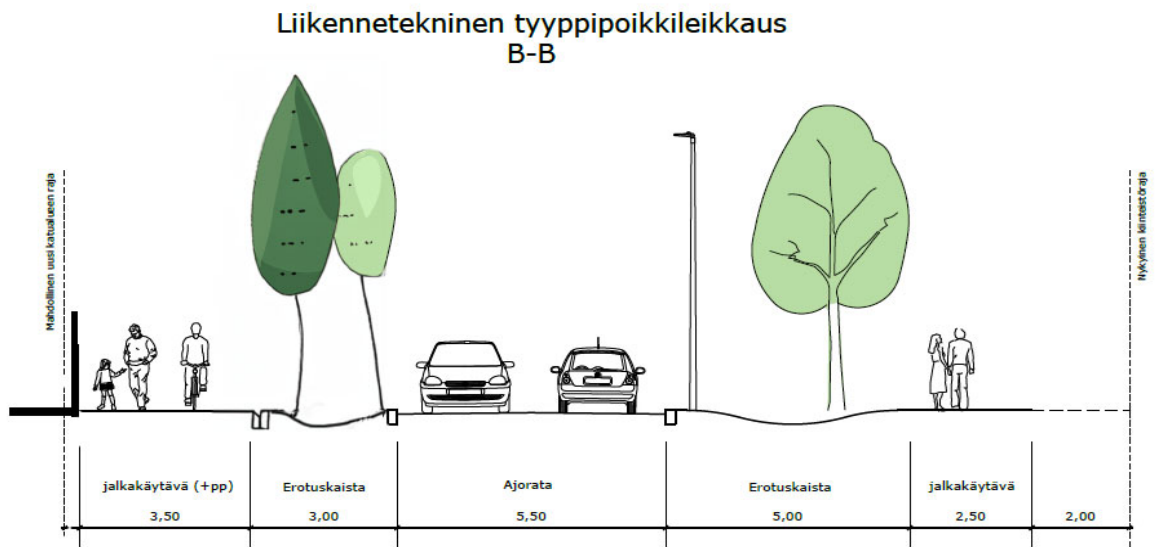 Liikennetekninen tyyppipoikkileikkaus
B-B
Mahdollinen uusi katualueen raja
Nykyinen kiinteistöraja
jalkakäytävä (+pp)
Erotuskaista
Ajorata
Erotuskaista
jalkakäytävä
3,50
3,00
5,50
5,00
2,50
2,00